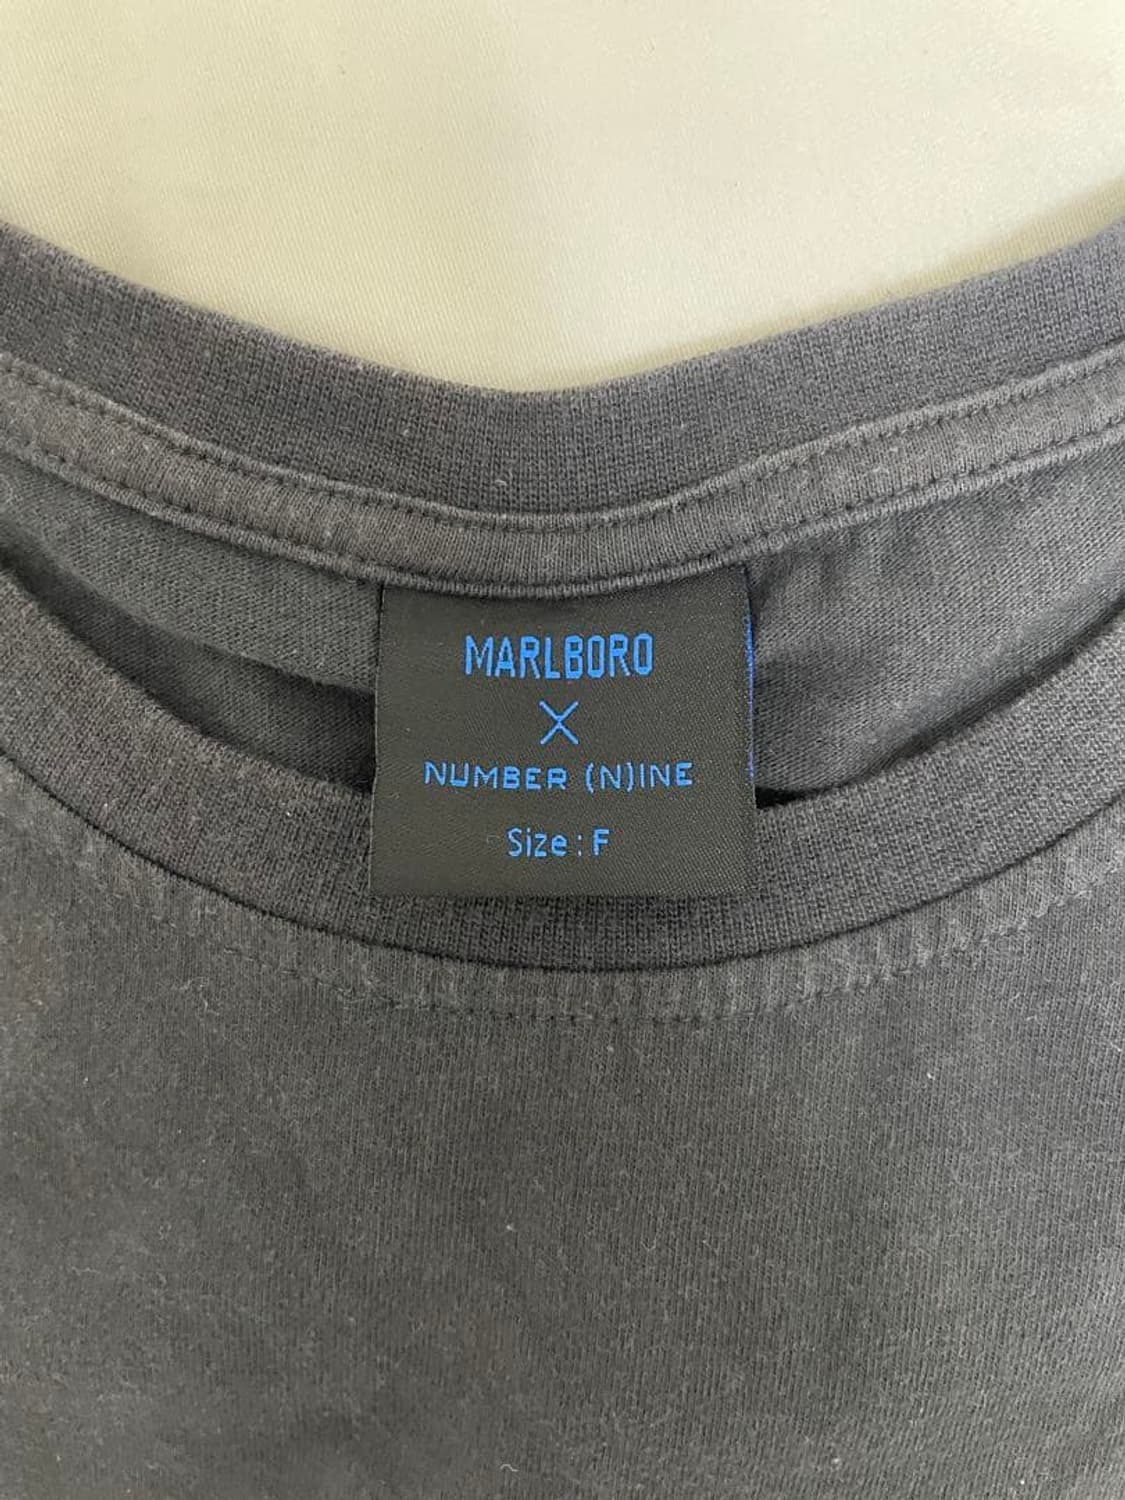 MARLBORO
X
NUMBER (N)INE
Size : F